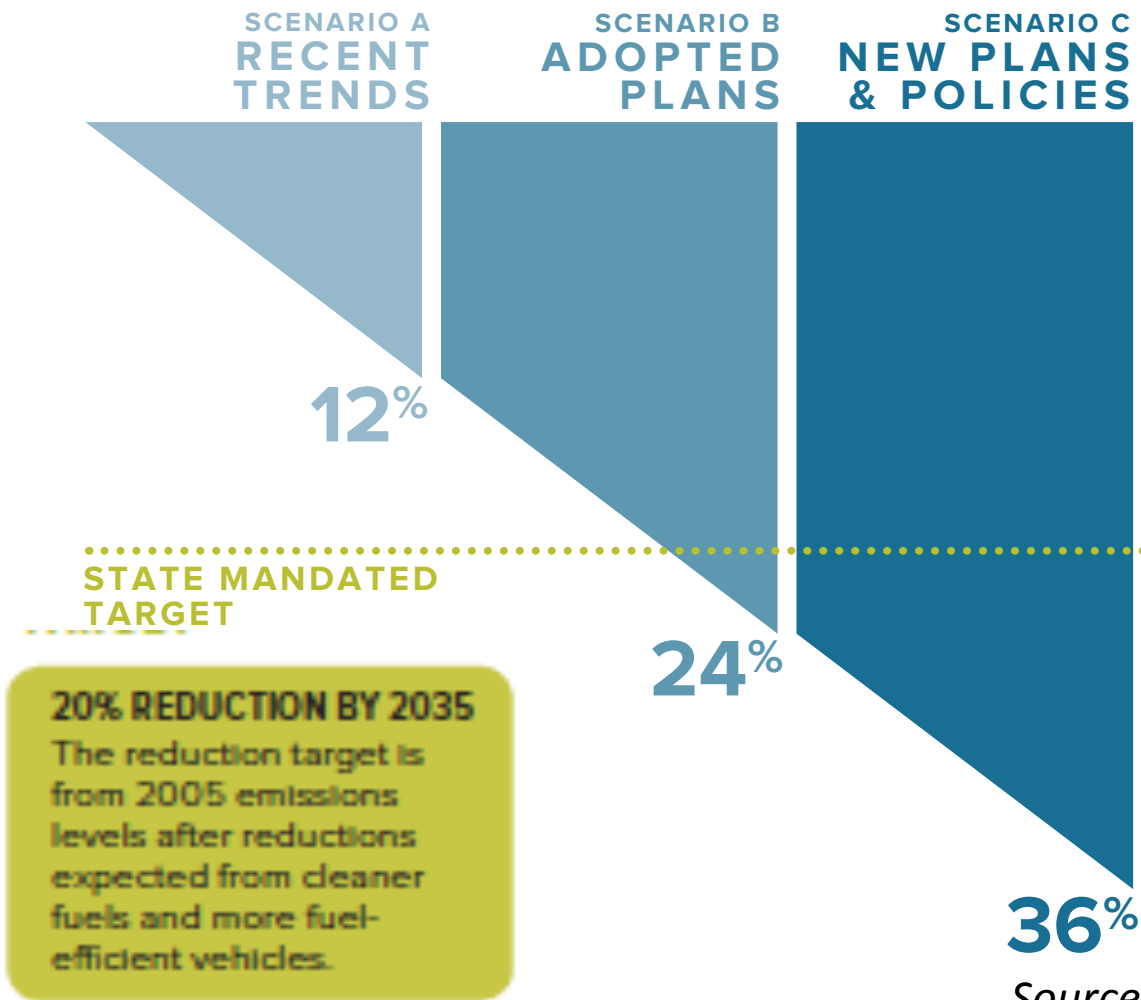 SCENARIO A
RECENT
TRENDS
SCENARIO B
ADOPTED
PLANS
SCENARIO C
NEW PLANS
& POLICIES
12%
STATE MANDATED
TARGET
24%
20% REDUCTION BY 2035
The reduction target is
from 2005 emissions
levels after reductions
expected from cleaner
fuels and more fuel-
efficient vehicles.
36%
Source